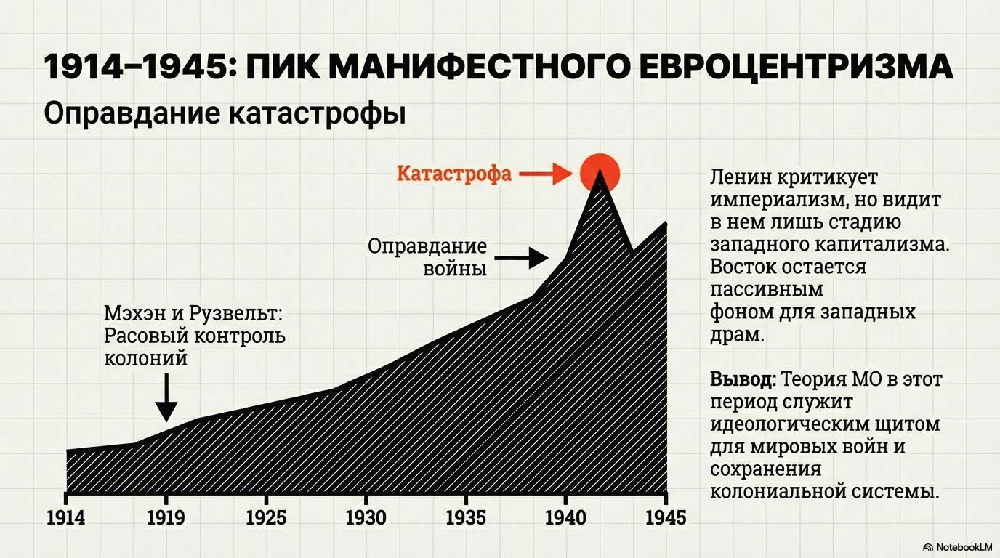 1914–1945: ПИК МАНИФЕСТНОГО ЕВРОЦЕНТРИЗМА
Оправдание катастрофы
Катастрофа
Оправдание
войны
Мэхэн и Рузвельт:
Расовый контроль
колоний
1914
1919
1925
1930
1935
1940
1945
Ленин критикует
империализм, но видит
в нем лишь стадию
западного капитализма.
Восток остается
пассивным
фоном для западных
драм.
Вывод: Теория МО в этот
период служит
идеологическим щитом
для мировых войн и
сохранения
колониальной системы.
NotebookLM